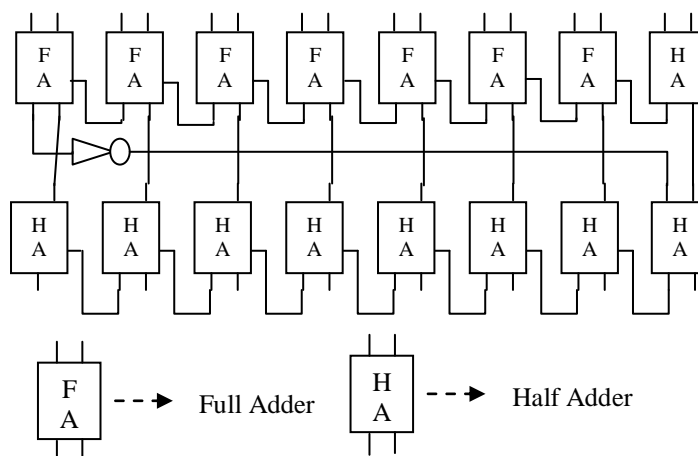 F F F F F F F H
A A A A A A A A
H H H H H H H H
A A A A A A A A
F
A
Full Adder
H
A
Half Adder